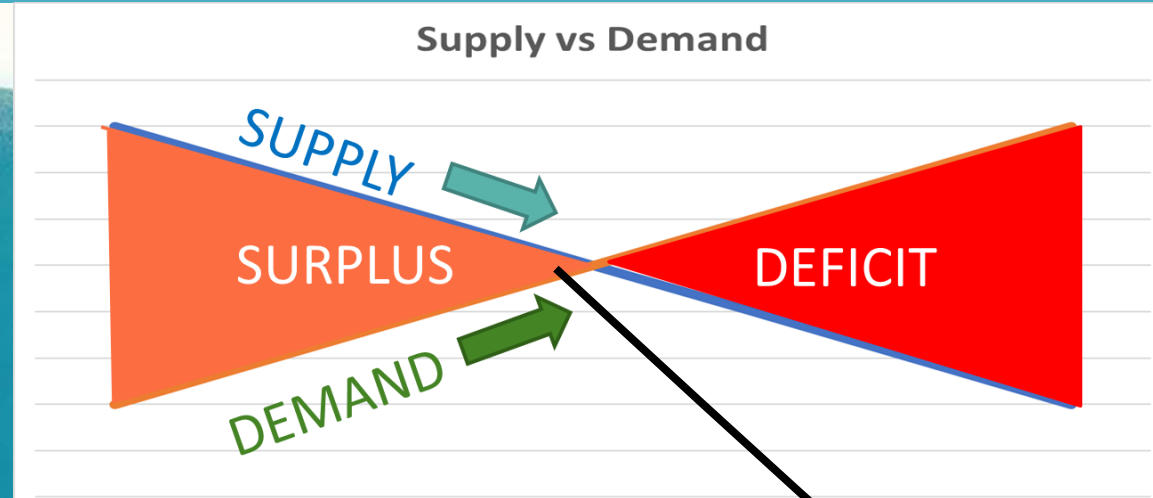 Supply vs Demand
SUPPLY
SURPLUS
DEFICIT
DEMAND